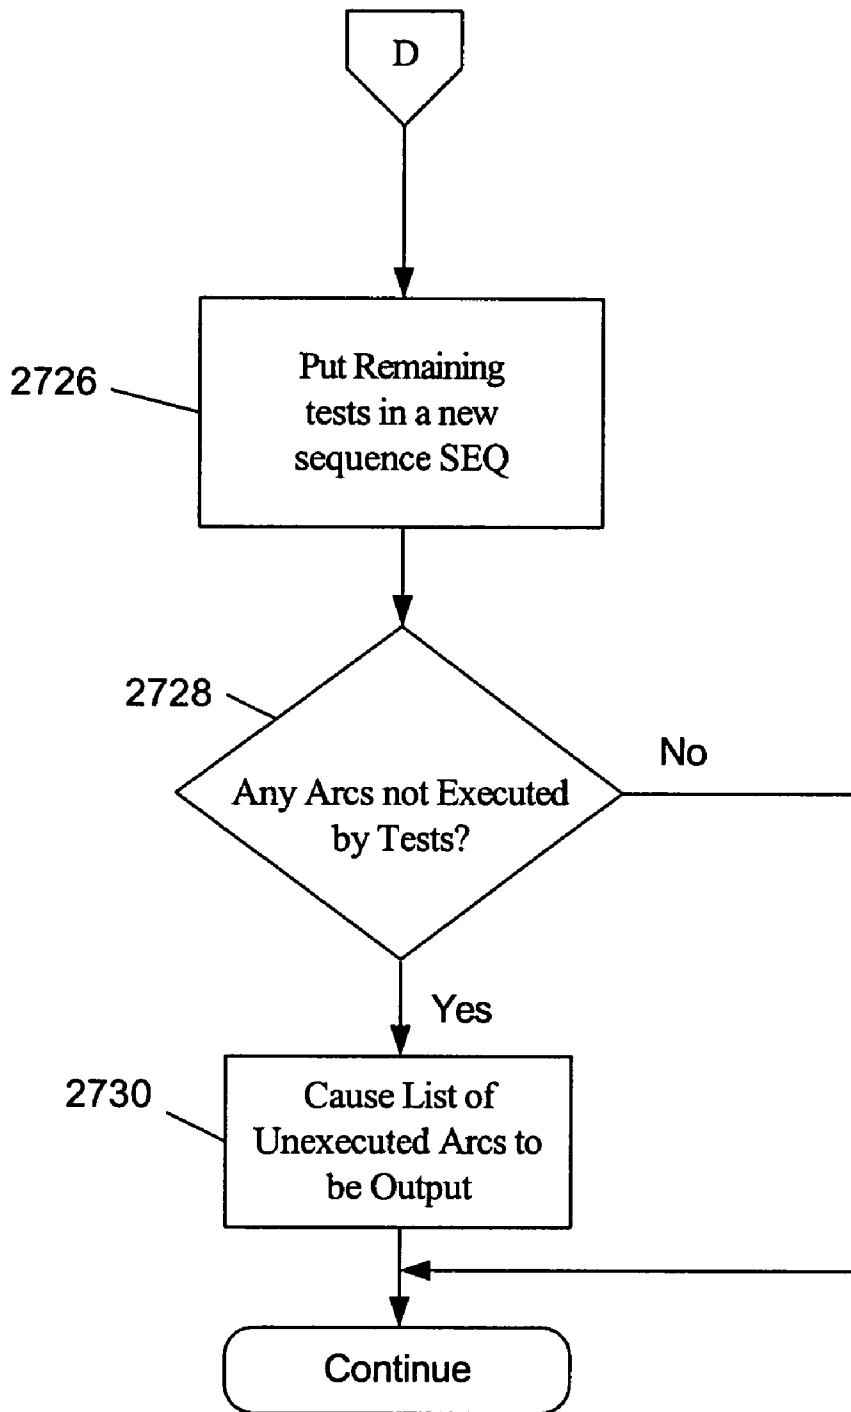 D
2726
Put Remaining
tests in a new
sequence SEQ
2728
No
Any Arcs not Executed
by Tests?
Yes
2730
Cause List of
Unexecuted Arcs to
be Output
Continue